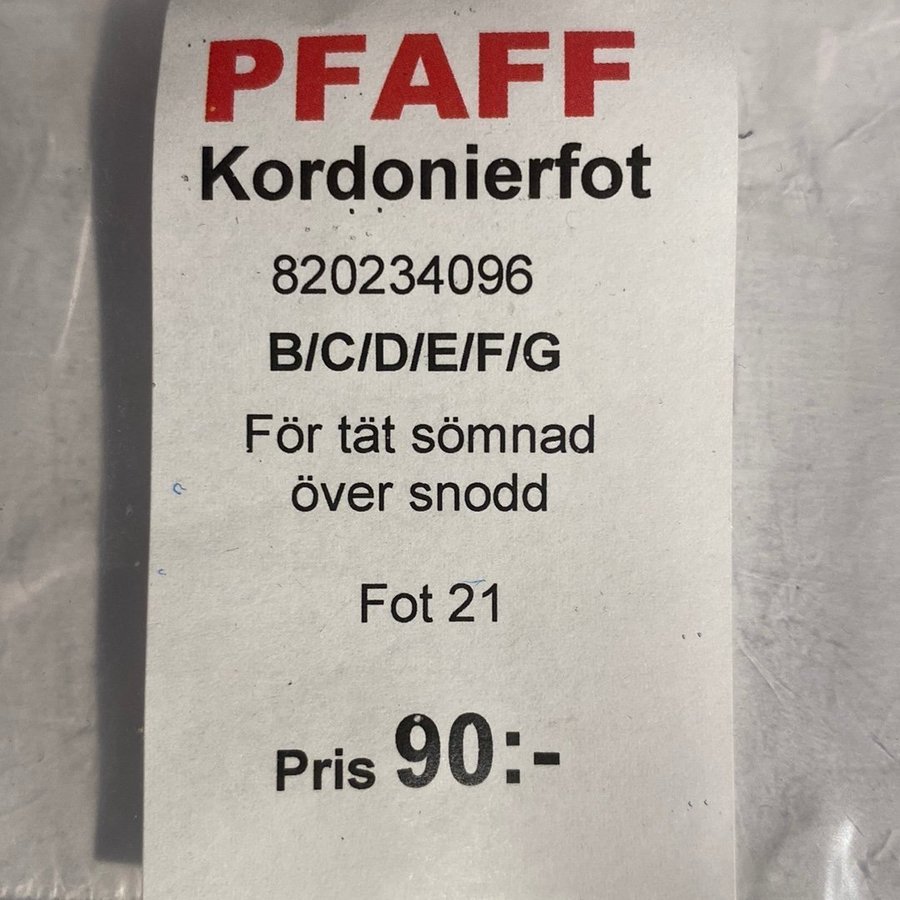 PFAFF
Kordonierfot
820234096
B/C/D/E/F/G
För tät sömnad
över snodd
Fot 21
Pris 90:-